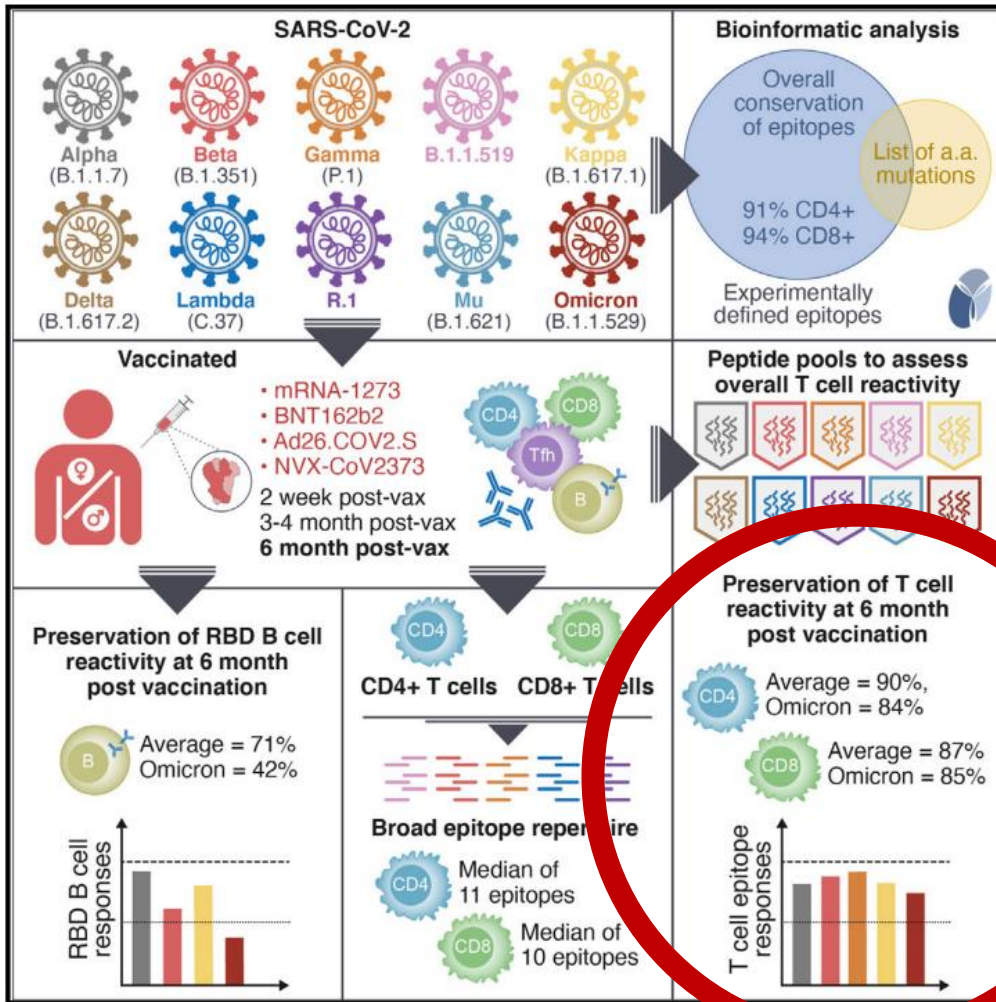 SARS-CoV-2
Alpha
(B.1.1.7)
Beta
(B.1.351)
Gamma
(P.1)
B.1.1.519
Kappa
(B.1.617.1)
Delta
(B.1.617.2)
Lambda
(C.37)
R.1
Mu
(B.1.621)
Omicron
(B.1.1.529)
Bioinformatic analysis
Overall
conservation
of epitopes
List of a.a.
mutations
91% CD4+
94% CD8+
Experimentally
defined epitopes
Vaccinated
• mRNA-1273
• BNT162b2
• Ad26.COV2.S
• NVX-CoV2373
2 week post-vax
3-4 month post-vax
6 month post-vax
CD4
CD8
Tfh
B
Peptide pools to assess
overall T cell reactivity
Preservation of RBD B cell
reactivity at 6 month
post vaccination
B
Average = 71%
Omicron = 42%
RBD B cell
responses
CD4
CD8
CD4+ T cells
CD8+ T cells
Broad epitope
CD4
Median of
11 epitopes
CD8
Median of
10 epitopes
Preservation of T cell
reactivity at 6 month
post vaccination
CD4
Average = 90%,
Omicron = 84%
CD8
Average = 87%
Omicron = 85%
T cell epitope
responses